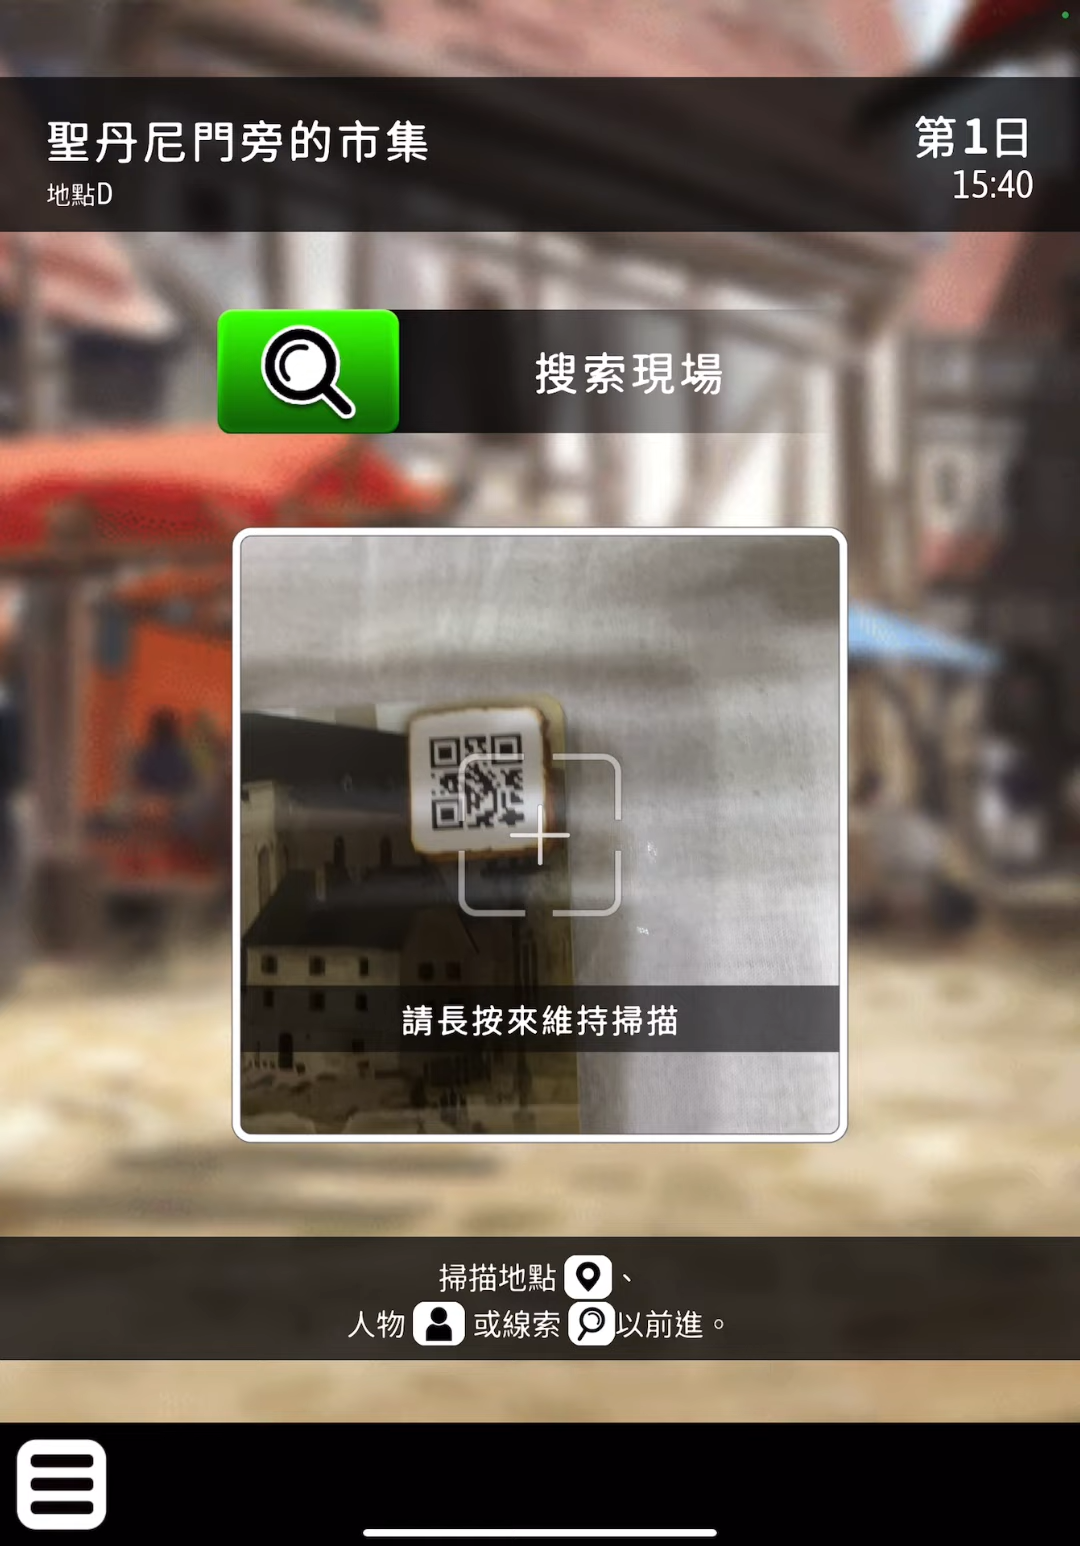 聖丹尼門旁的市集
地點D
第1日
15:40
搜索現場
請長按來維持掃描
掃描地點、
人物 或線索 以前進。